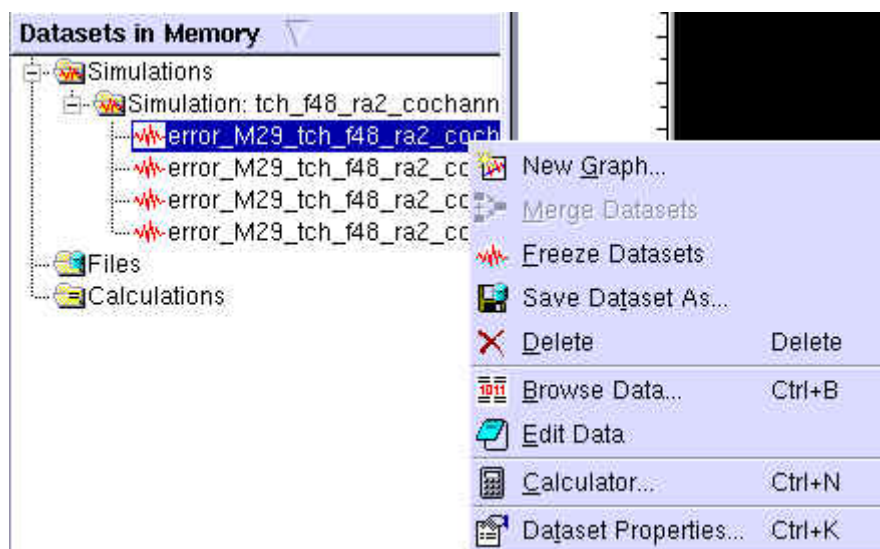 Datasets in Memory
Simulations
Simulation: tch_f48_ra2_cochann
error_M29_tch_f48_ra2_coch
error_M29_tch_f48_ra2_cc
error_M29_tch_f48_ra2_cc
error_M29_tch_f48_ra2_cc
Files
Calculations
New Graph...
Merge Datasets
Freeze Datasets
Save Dataset As...
Delete Delete
1011
Browse Data... Ctrl+B
Edit Data
Calculator... Ctrl+N
Dataset Properties... Ctrl+K